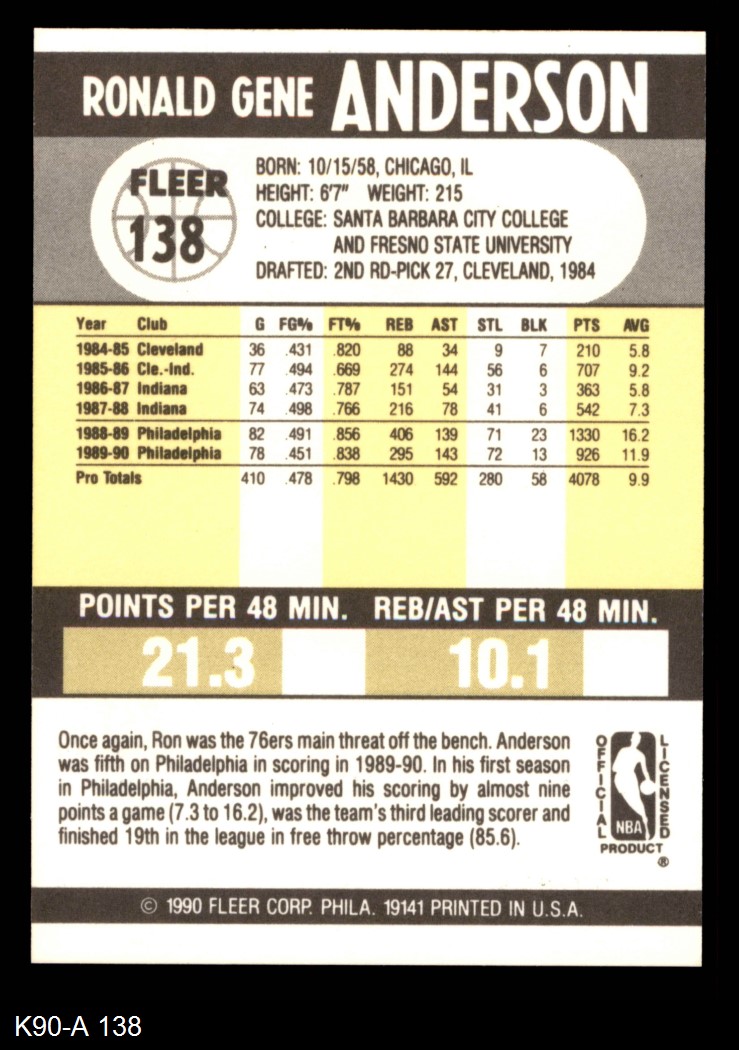 RONALD GENE ANDERSON
FLEER
138
BORN: 10/15/58, CHICAGO, IL
HEIGHT: 6'7" WEIGHT: 215
COLLEGE: SANTA BARBARA CITY COLLEGE
AND FRESNO STATE UNIVERSITY
DRAFTED: 2ND RD-PICK 27, CLEVELAND, 1984
Year Club G FG% FT% REB AST STL BLK PTS AVG
1984-85 Cleveland 36 .431 .820 88 34 9 7 210 5.8
1985-86 Cle.-Ind. 77 .494 .669 274 144 56 6 707 9.2
1986-87 Indiana 63 .473 .787 151 54 31 3 363 5.8
1987-88 Indiana 74 .498 .766 216 78 41 6 542 7.3
1988-89 Philadelphia 82 .491 .856 406 139 71 23 1330 16.2
1989-90 Philadelphia 78 .451 .838 295 143 72 13 926 11.9
Pro Totals 410 .478 .798 1430 592 280 58 4078 9.9
POINTS PER 48 MIN. REB/AST PER 48 MIN.
21.3 10.1
Once again, Ron was the 76ers main threat off the bench. Anderson
was fifth on Philadelphia in scoring in 1989-90. In his first season
in Philadelphia, Anderson improved his scoring by almost nine
points a game (7.3 to 16.2), was the team's third leading scorer and
finished 19th in the league in free throw percentage (85.6).
OFFICIAL
LICENSED
NBA
PRODUCT
®
© 1990 FLEER CORP. PHILA. 19141 PRINTED IN U.S.A.
K90-A 138